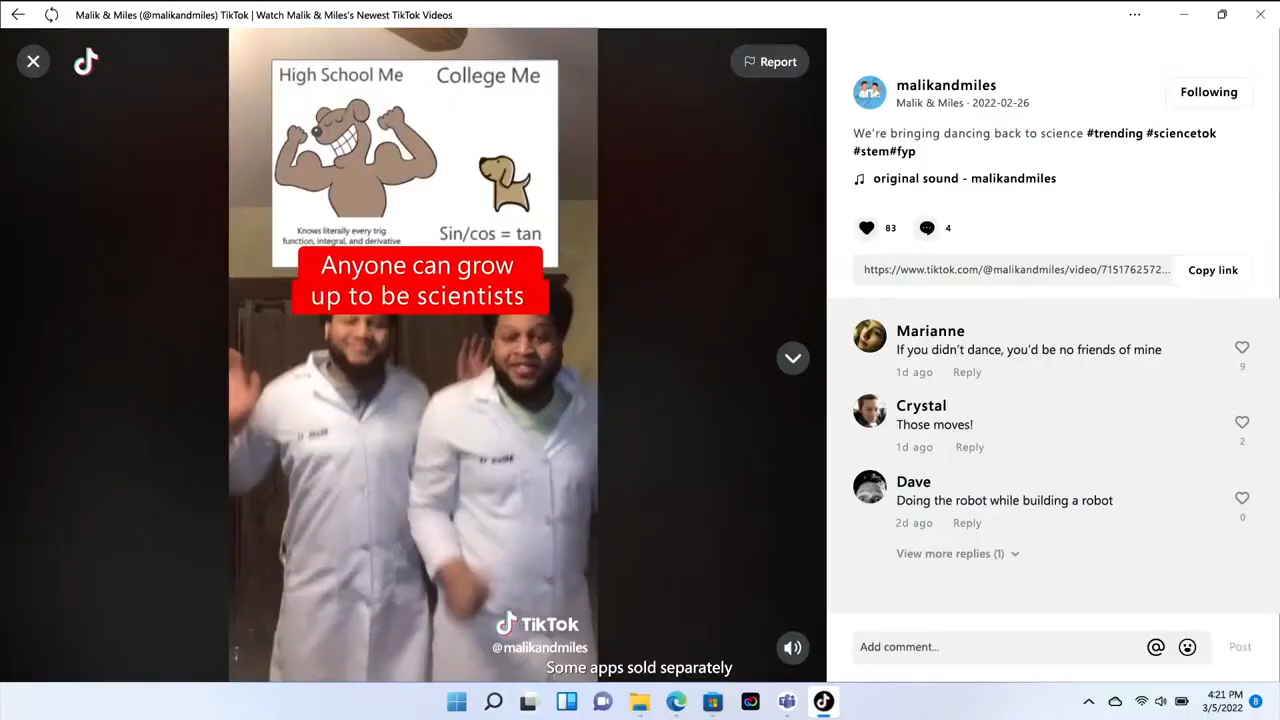 Malik & Miles (@malikandmiles) TikTok | Watch Malik & Miles's Newest TikTok Videos
Report
High School Me
College Me
Knows literally every trig
function, integral, and derivative
Sin/cos = tan
Anyone can grow
up to be scientists
TikTok
@malikandmiles
Some apps sold separately
malikandmiles
Malik & Miles · 2022-02-26
Following
We’re bringing dancing back to science #trending #sciencetok
#stem#fyp
original sound - malikandmiles
83
4
https://www.tiktok.com/@malikandmiles/video/7151762572...
Copy link
Marianne
If you didn’t dance, you’d be no friends of mine
1d ago Reply
9
Crystal
Those moves!
1d ago Reply
2
Dave
Doing the robot while building a robot
2d ago Reply
0
View more replies (1)
Add comment...
Post
4:21 PM
3/5/2022
8